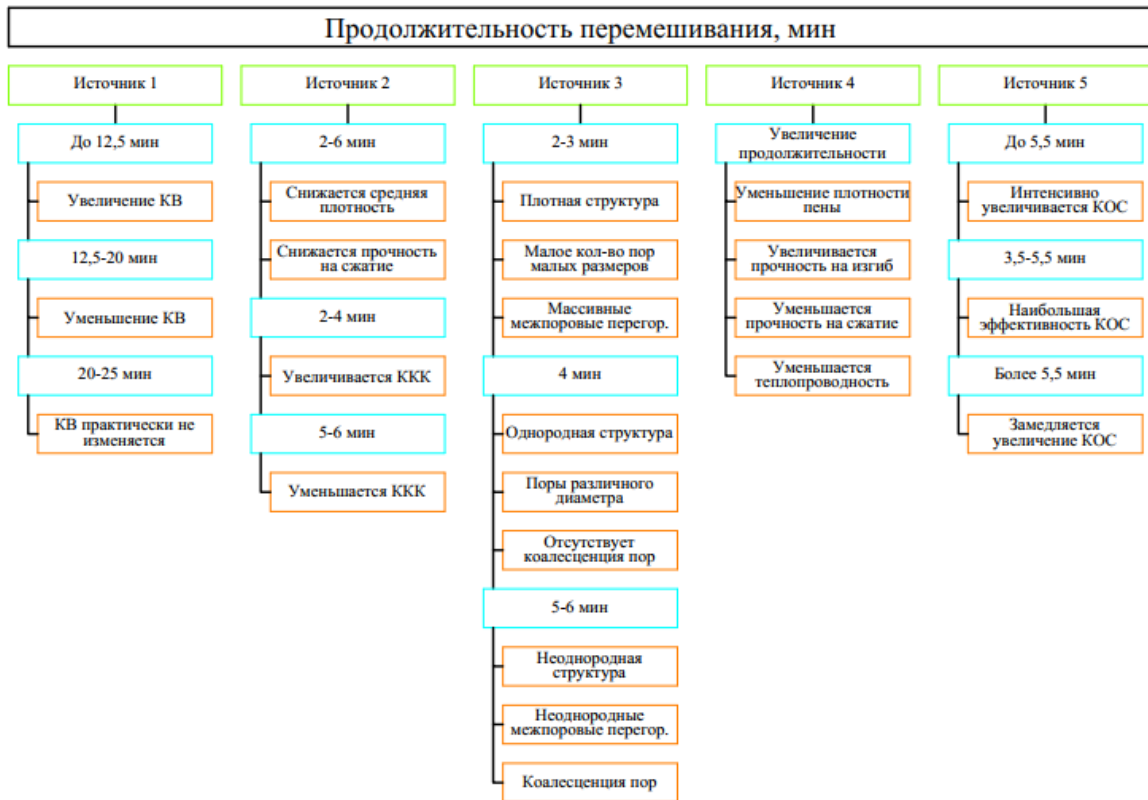 Продолжительность перемешивания, мин
Источник 1
До 12,5 мин
Увеличение КВ
12,5-20 мин
Уменьшение КВ
20-25 мин
КВ практически не
изменяется
Источник 2
2-6 мин
Снижается средняя
плотность
Снижается прочность
на сжатие
2-4 мин
Увеличивается ККК
5-6 мин
Уменьшается ККК
Источник 3
2-3 мин
Плотная структура
Малое кол-во пор
малых размеров
Массивные
межпоровые перегор.
4 мин
Однородная структура
Поры различного
диаметра
Отсутствует
коалесценция пор
5-6 мин
Неоднородная
структура
Неоднородные
межпоровые перегор.
Коалесценция пор
Источник 4
Увеличение
продолжительности
Уменьшение плотности
пены
Увеличивается
прочность на изгиб
Уменьшается
прочность на сжатие
Уменьшается
теплопроводность
Источник 5
До 5,5 мин
Интенсивно
увеличивается КОС
3,5-5,5 мин
Наибольшая
эффективность КОС
Более 5,5 мин
Замедляется
увеличение КОС